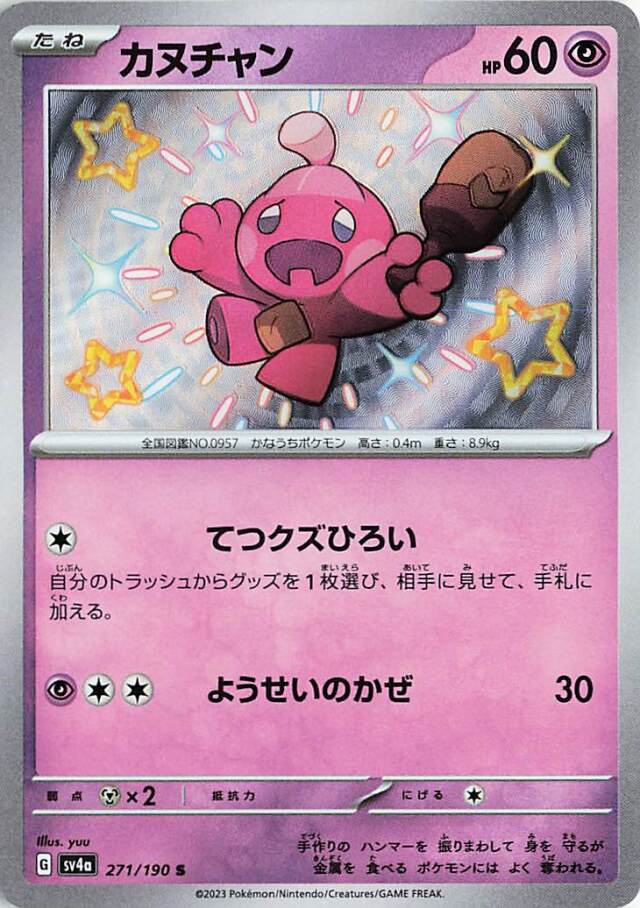 たね
カヌチャン
HP60
全国図鑑NO.0957 かなうちポケモン 高さ:0.4m 重さ:8.9kg
てつクズひろい
自分のトラッシュからグッズを1枚選び、相手に見せて、手札に
加える。
ようせいのかぜ 30
弱点 ×2 抵抗力 にげる
Illus. yuu
手作りの ハンマーを 振りまわして 身を 守るが
G sv4a 271/190 S
金属を 食べる ポケモンには よく 奪われる。
©2023 Pokémon/Nintendo/Creatures/GAME FREAK.